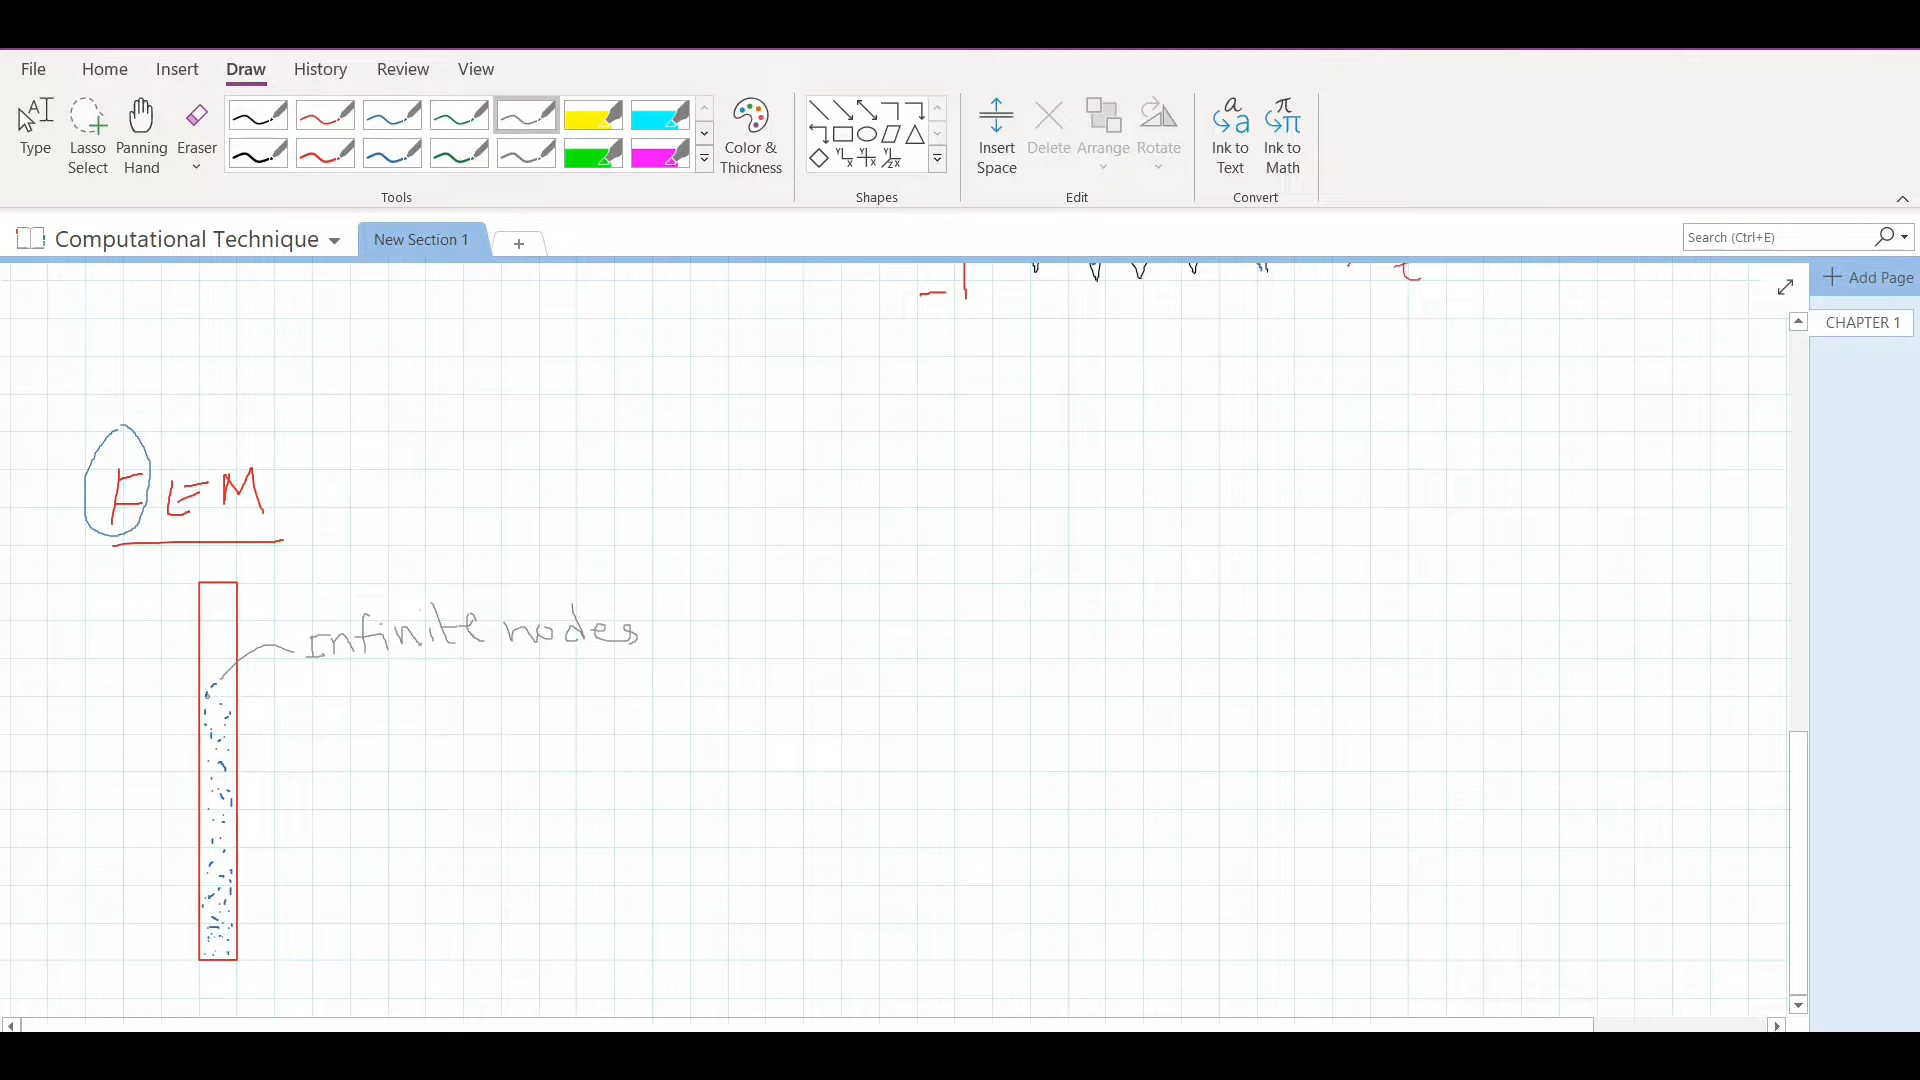 File Home Insert Draw History Review View
Type
Lasso Select
Panning Hand
Eraser
Color & Thickness
Insert Space
Delete
Arrange
Rotate
Ink to Text
Ink to Math
Tools
Shapes
Edit
Convert
Computational Technique
New Section 1
Search (Ctrl+E)
Add Page
CHAPTER 1
-1
t
FEM
Infinite nodes